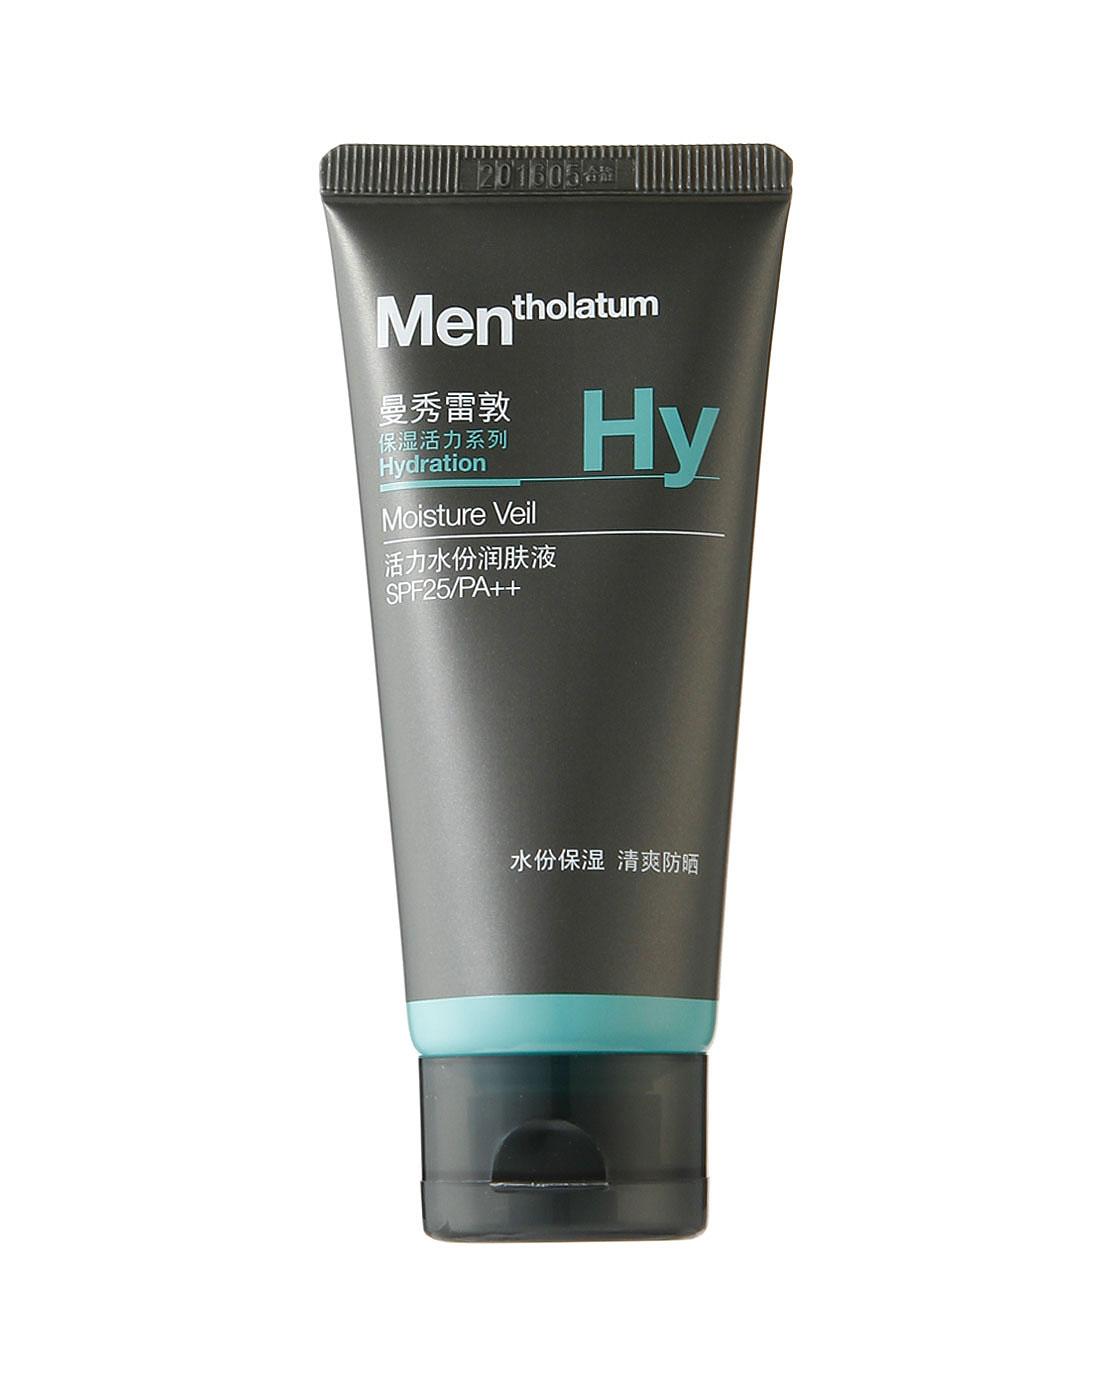 201605合格
Mentholatum
曼秀雷敦
保湿活力系列
Hydration
Hy
Moisture Veil
活力水份润肤液
SPF25/PA++
水份保湿 清爽防晒